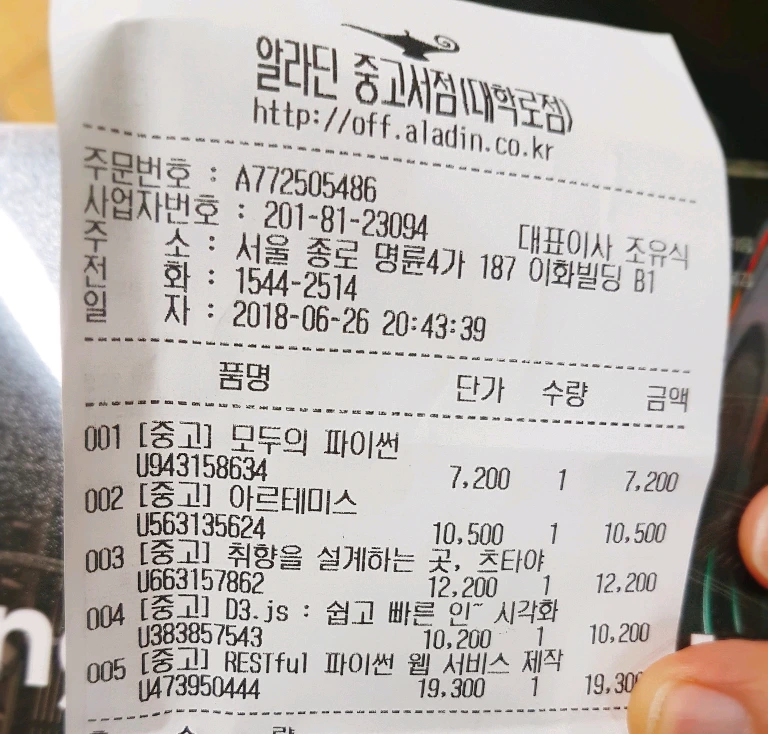 알라딘 중고서점(대학로점)
http://off.aladin.co.kr
주문번호 : A772505486
사업자번호 : 201-81-23094 대표이사 조유식
주 소 : 서울 종로 명륜4가 187 이화빌딩 B1
전 화 : 1544-2514
일 자 : 2018-06-26 20:43:39
품명 단가 수량 금액
001 [중고] 모두의 파이썬
U943158634 7,200 1 7,200
002 [중고] 아르테미스
U563135624 10,500 1 10,500
003 [중고] 취향을 설계하는 곳, 츠타야
U663157862 12,200 1 12,200
004 [중고] D3.js : 쉽고 빠른 인~ 시각화
U383857543 10,200 1 10,200
005 [중고] RESTful 파이썬 웹 서비스 제작
U473950444 19,300 1 19,300